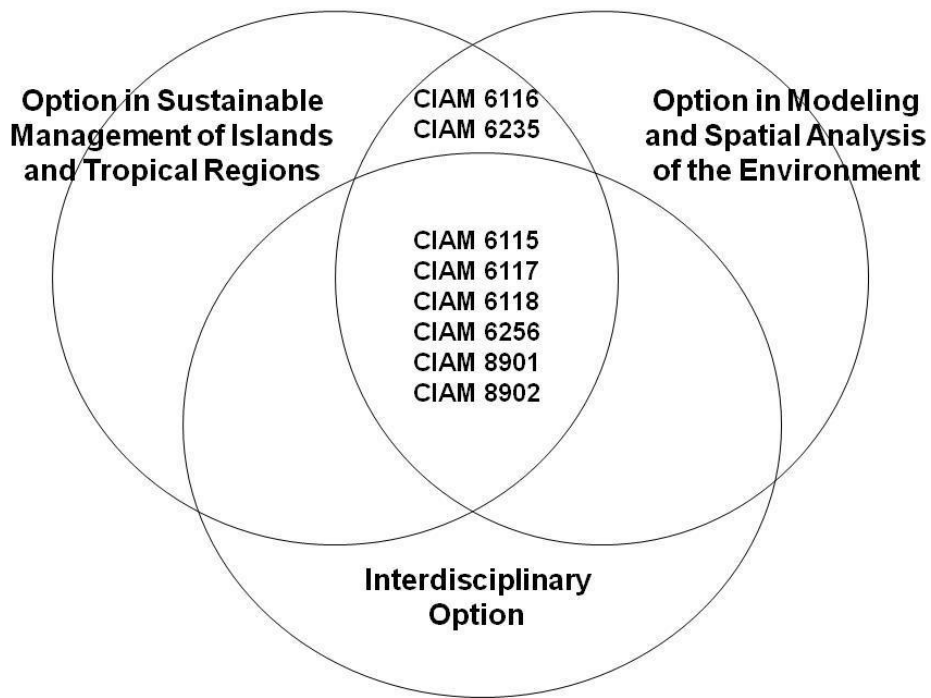 Option in Sustainable
Management of Islands
and Tropical Regions
CIAM 6116
CIAM 6235
Option in Modeling
and Spatial Analysis
of the Environment
CIAM 6115
CIAM 6117
CIAM 6118
CIAM 6256
CIAM 8901
CIAM 8902
Interdisciplinary
Option